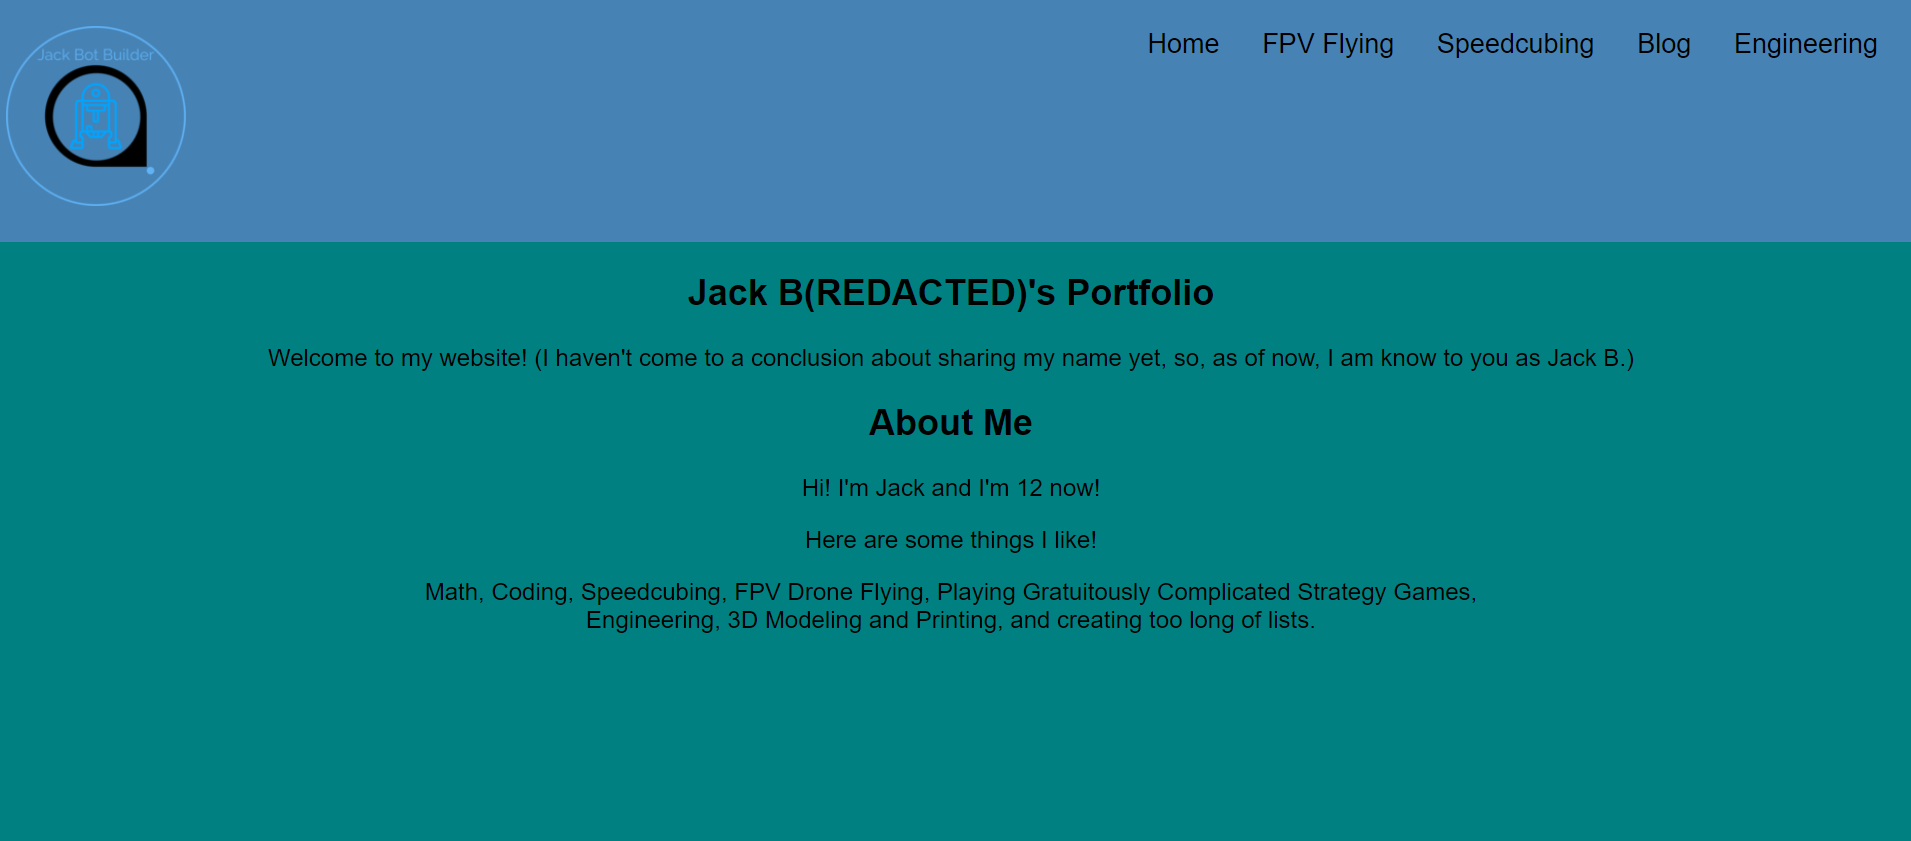 Jack Bot Builder
Home FPV Flying Speedcubing Blog Engineering
Jack B(REDACTED)'s Portfolio
Welcome to my website! (I haven't come to a conclusion about sharing my name yet, so, as of now, I am know to you as Jack B.)
About Me
Hi! I'm Jack and I'm 12 now!
Here are some things I like!
Math, Coding, Speedcubing, FPV Drone Flying, Playing Gratuitously Complicated Strategy Games,
Engineering, 3D Modeling and Printing, and creating too long of lists.